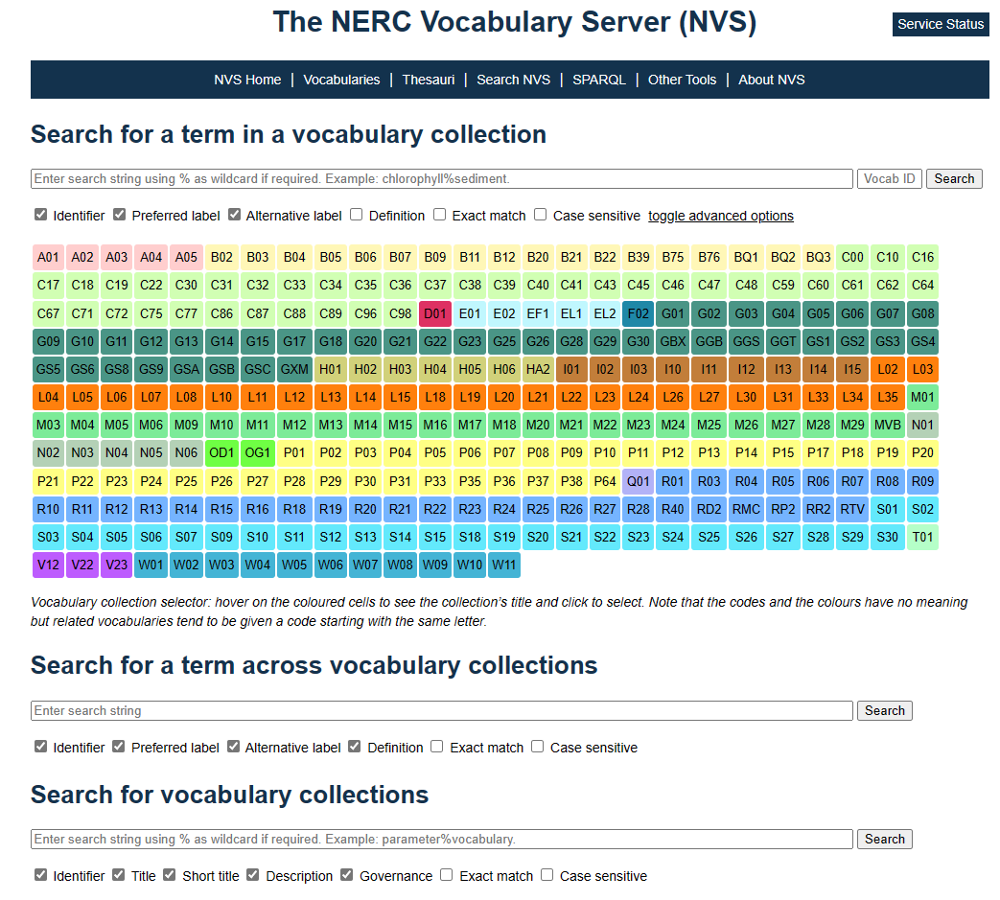 The NERC Vocabulary Server (NVS)
Service Status
NVS Home | Vocabularies | Thesauri | Search NVS | SPARQL | Other Tools | About NVS
Search for a term in a vocabulary collection
Enter search string using % as wildcard if required. Example: chlorophyll%sediment. Vocab ID Search
Identifier Preferred label Alternative label Definition Exact match Case sensitive toggle advanced options
A01 A02 A03 A04 A05 B02 B03 B04 B05 B06 B07 B09 B11 B12 B20 B21 B22 B39 B75 B76 BQ1 BQ2 BQ3 C00 C10 C16
C17 C18 C19 C22 C30 C31 C32 C33 C34 C35 C36 C37 C38 C39 C40 C41 C43 C45 C46 C47 C48 C59 C60 C61 C62 C64
C67 C71 C72 C75 C77 C86 C87 C88 C89 C96 C98 D01 E01 E02 EF1 EL1 EL2 F02 G01 G02 G03 G04 G05 G06 G07 G08
G09 G10 G11 G12 G13 G14 G15 G17 G18 G20 G21 G22 G23 G25 G26 G28 G29 G30 GBX GGB GGS GGT GS1 GS2 GS3 GS4
GS5 GS6 GS8 GS9 GSA GSB GSC GXM H01 H02 H03 H04 H05 H06 HA2 I01 I02 I03 I10 I11 I12 I13 I14 I15 L02 L03
L04 L05 L06 L07 L08 L10 L11 L12 L13 L14 L15 L18 L19 L20 L21 L22 L23 L24 L26 L27 L30 L31 L33 L34 L35 M01
M03 M04 M05 M06 M09 M10 M11 M12 M13 M14 M15 M16 M17 M18 M20 M21 M22 M23 M24 M25 M26 M27 M28 M29 MVB N01
N02 N03 N04 N05 N06 OD1 OG1 P01 P02 P03 P04 P05 P06 P07 P08 P09 P10 P11 P12 P13 P14 P15 P17 P18 P19 P20
P21 P22 P23 P24 P25 P26 P27 P28 P29 P30 P31 P33 P35 P36 P37 P38 P64 Q01 R01 R03 R04 R05 R06 R07 R08 R09
R10 R11 R12 R13 R14 R15 R16 R18 R19 R20 R21 R22 R23 R24 R25 R26 R27 R28 R40 RD2 RMC RP2 RR2 RTV S01 S02
S03 S04 S05 S06 S07 S09 S10 S11 S12 S13 S14 S15 S18 S19 S20 S21 S22 S23 S24 S25 S26 S27 S28 S29 S30 T01
V12 V22 V23 W01 W02 W03 W04 W05 W06 W07 W08 W09 W10 W11
Vocabulary collection selector: hover on the coloured cells to see the collection's title and click to select. Note that the codes and the colours have no meaning
but related vocabularies tend to be given a code starting with the same letter.
Search for a term across vocabulary collections
Enter search string Search
Identifier Preferred label Alternative label Definition Exact match Case sensitive
Search for vocabulary collections
Enter search string using % as wildcard if required. Example: parameter%vocabulary. Search
Identifier Title Short title Description Governance Exact match Case sensitive